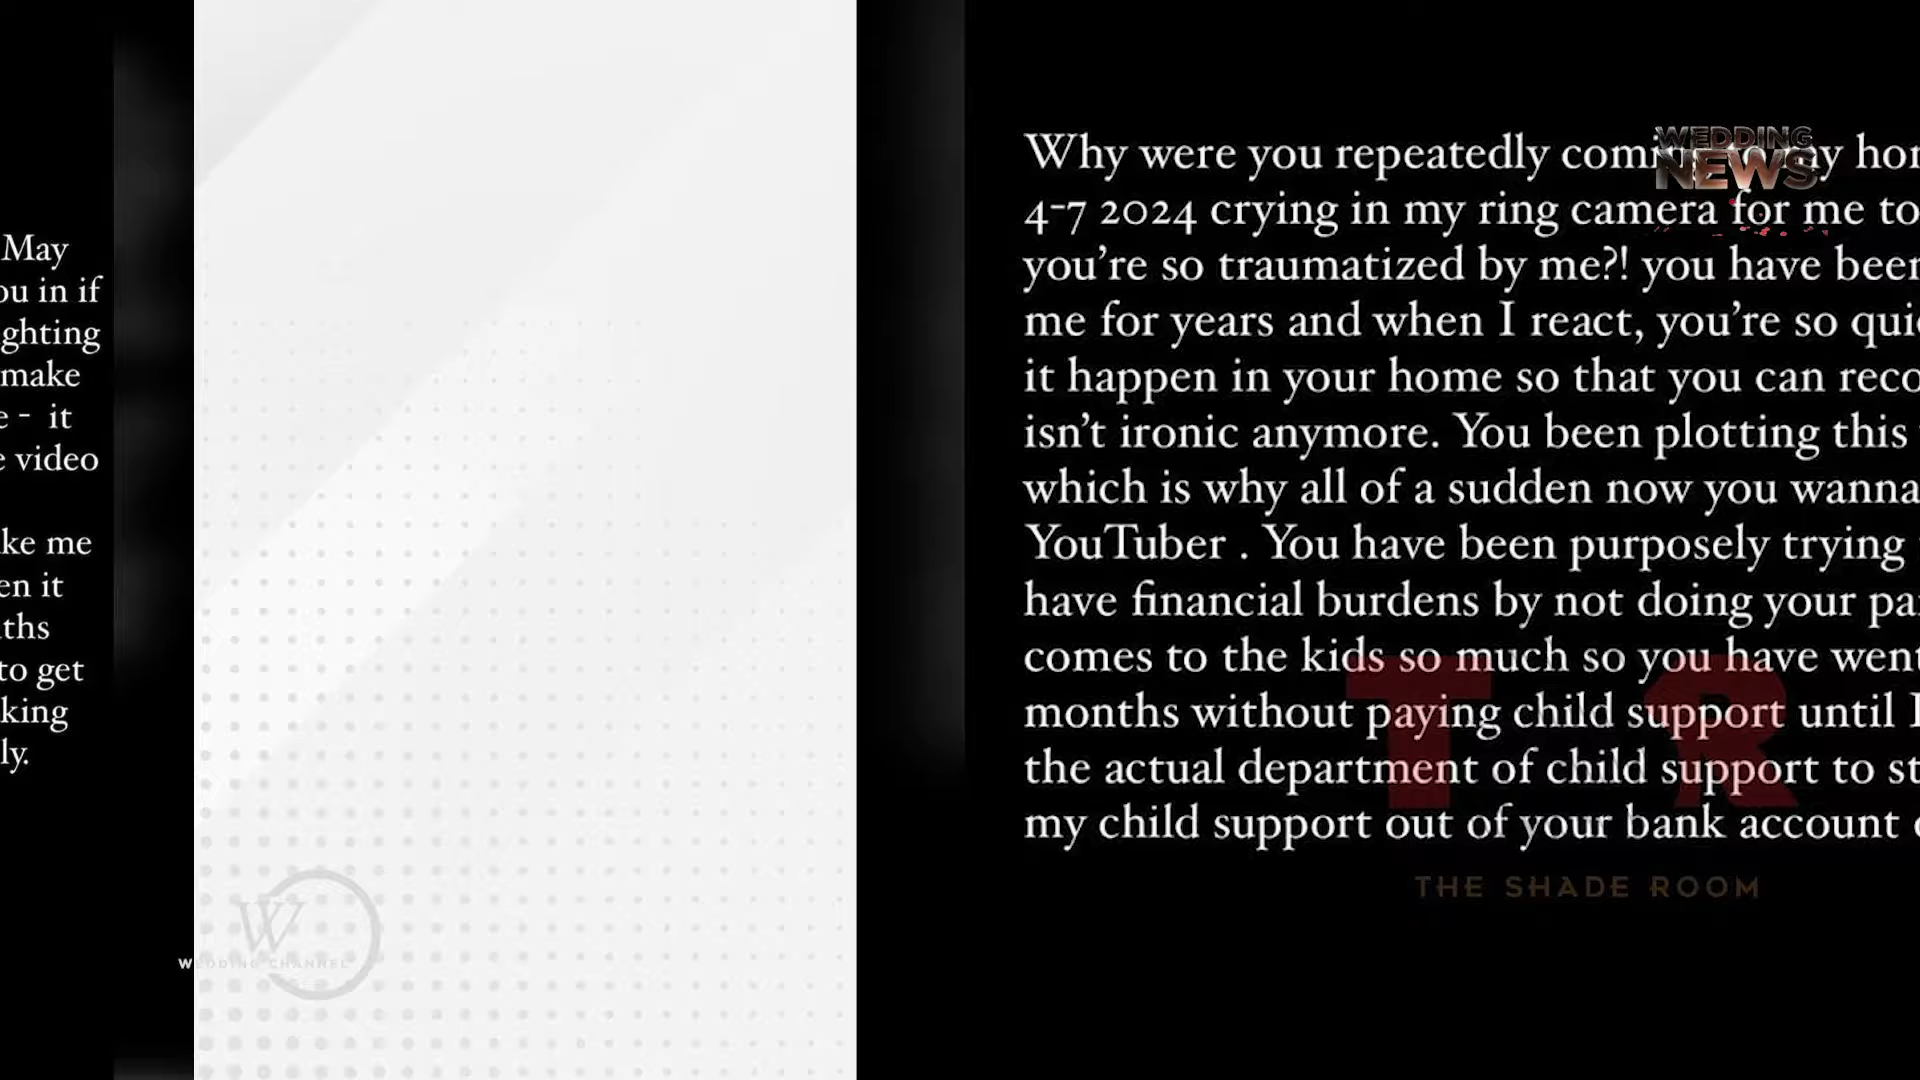 May
ou in if
ghting
make
e - it
e video
ke me
en it
ths
to get
king
ly.
WEDDING NEWS
Why were you repeatedly comi my hor
4-7 2024 crying in my ring camera for me to
you're so traumatized by me?! you have been
me for years and when I react, you're so quic
it happen in your home so that you can reco
isn't ironic anymore. You been plotting this
which is why all of a sudden now you wanna
YouTuber . You have been purposely trying
have financial burdens by not doing your par
comes to the kids so much so you have went
months without paying child support until I
the actual department of child support to st
my child support out of your bank account
T R
THE SHADE ROOM
W
WEDDING CHANNEL